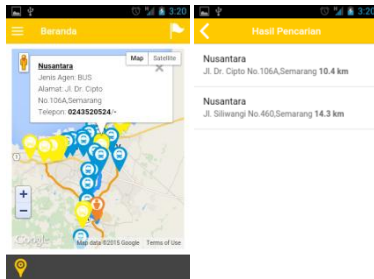 3:20
Beranda
Map Satellite
Nusantara
Jenis Agen: BUS
Alamat: Jl. Dr. Cipto
No.106A,Semarang
Telepon: 0243520524/-
Google
Map data ©2015 Google Terms of Use
3:20
Hasil Pencarian
Nusantara
Jl. Dr. Cipto No.106A,Semarang 10.4 km
Nusantara
Jl. Siliwangi No.460,Semarang 14.3 km